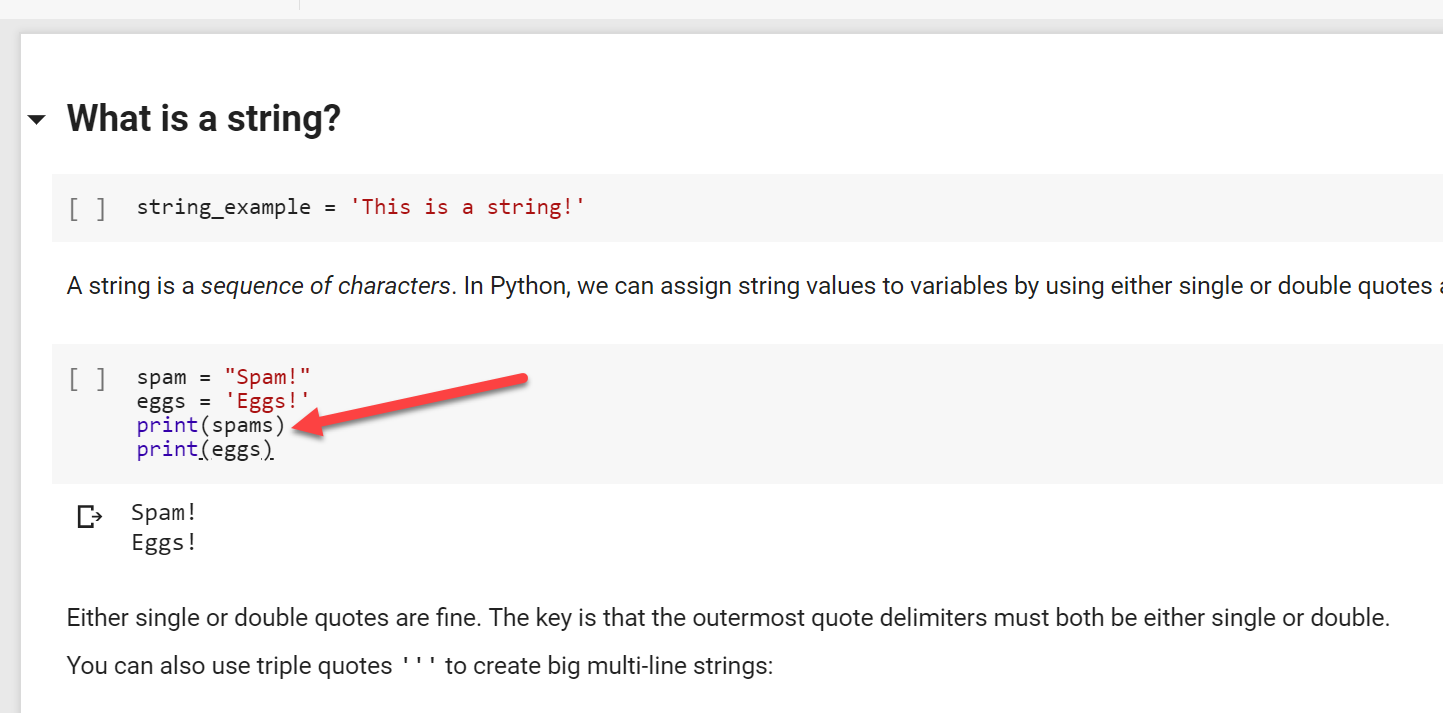 What is a string?
[ ] string_example = 'This is a string!'
A string is a sequence of characters. In Python, we can assign string values to variables by using either single or double quotes
[ ] spam = "Spam!"
eggs = 'Eggs!'
print(spams)
print(eggs)
Spam!
Eggs!
Either single or double quotes are fine. The key is that the outermost quote delimiters must both be either single or double.
You can also use triple quotes ''' to create big multi-line strings: